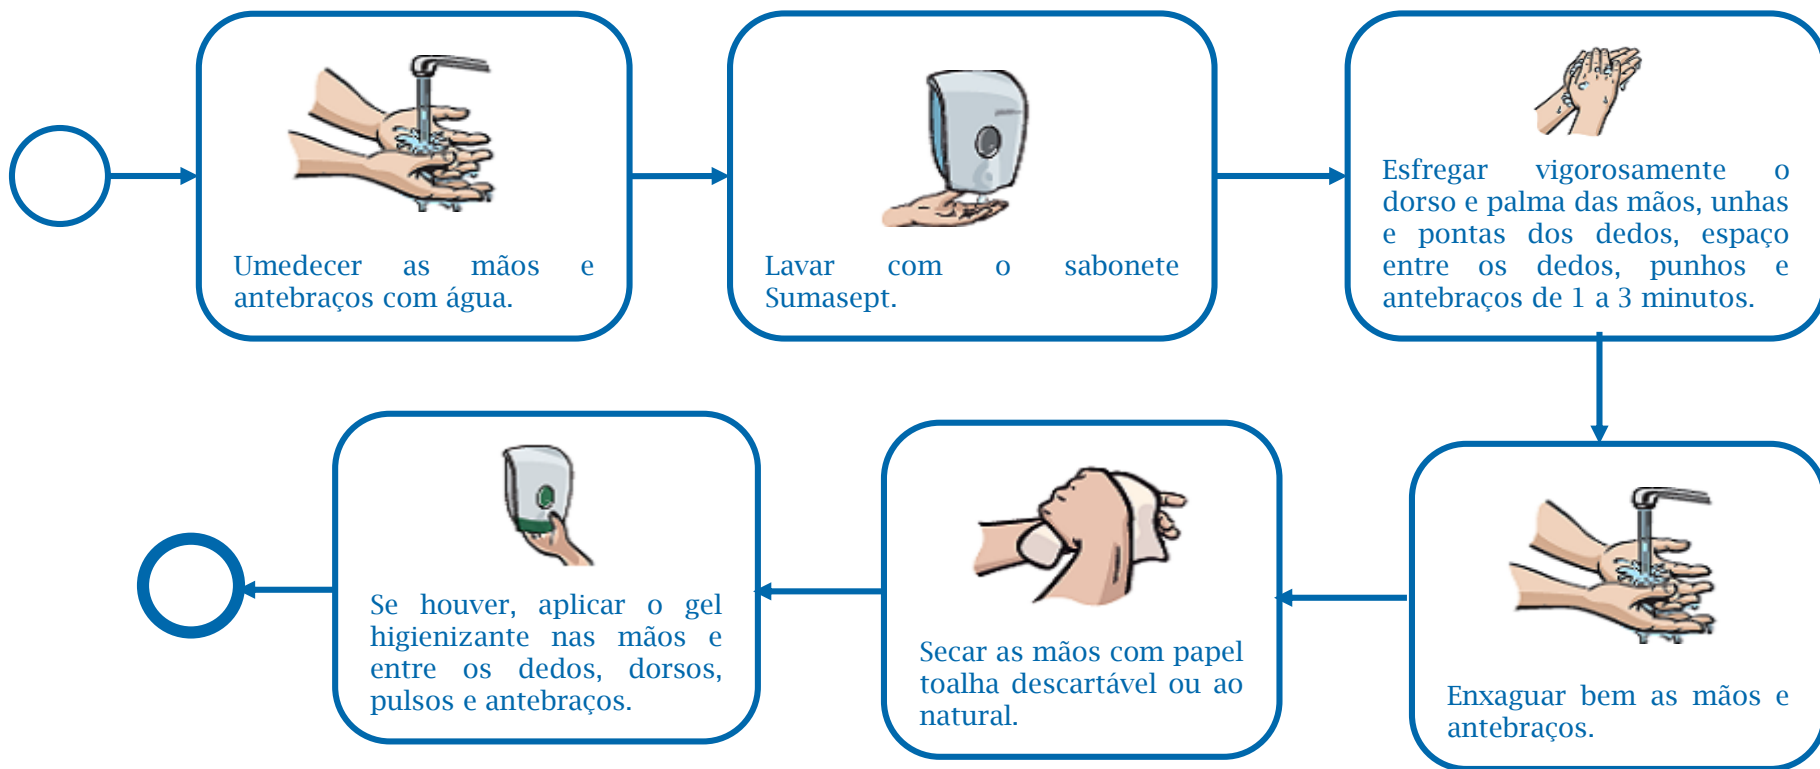 Umedecer as mãos e
antebraços com água.
Lavar com o sabonete
Sumasept.
Esfregar vigorosamente o
dorso e palma das mãos, unhas
e pontas dos dedos, espaço
entre os dedos, punhos e
antebraços de 1 a 3 minutos.
Enxaguar bem as mãos e
antebraços.
Secar as mãos com papel
toalha descartável ou ao
natural.
Se houver, aplicar o gel
higienizante nas mãos e
entre os dedos, dorsos,
pulsos e antebraços.